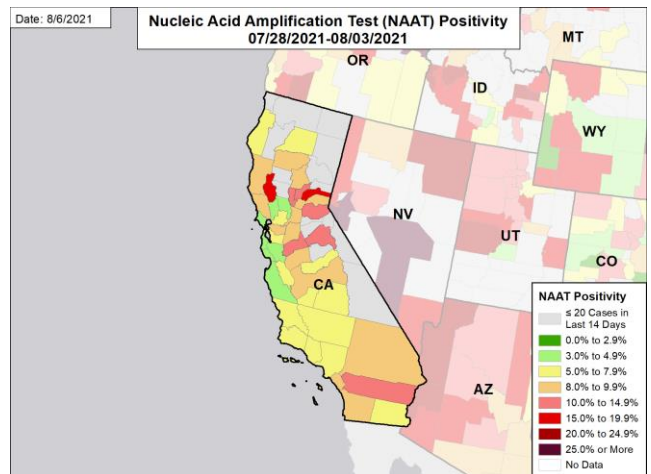 Date: 8/6/2021
Nucleic Acid Amplification Test (NAAT) Positivity
07/28/2021-08/03/2021
MT
OR
ID
WY
NV
UT
CO
CA
AZ
NAAT Positivity
≤ 20 Cases in
Last 14 Days
0.0% to 2.9%
3.0% to 4.9%
5.0% to 7.9%
8.0% to 9.9%
10.0% to 14.9%
15.0% to 19.9%
20.0% to 24.9%
25.0% or More
No Data